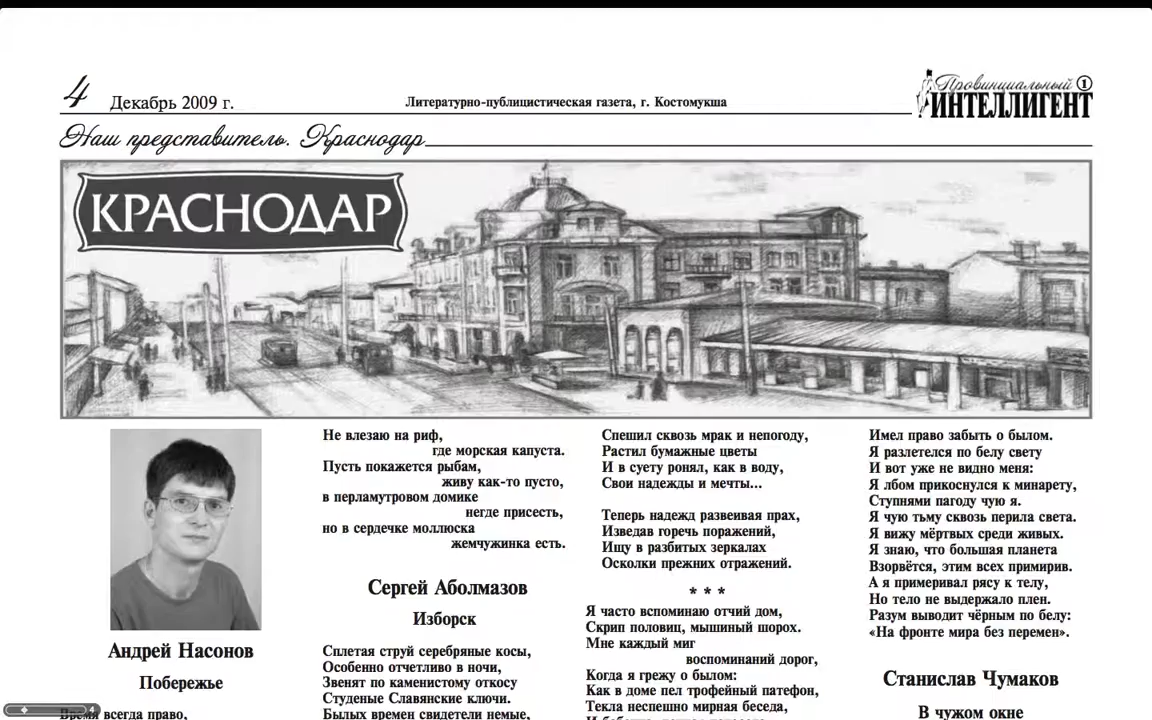 4
Декабрь 2009 г.
Литературно-публицистическая газета, г. Костомукша
Провинциальный 1
ИНТЕЛЛИГЕНТ
Наш представитель. Краснодар
КРАСНОДАР
Андрей Насонов
Побережье
Время всегда право,
Не влезаю на риф,
где морская капуста.
Пусть покажется рыбам,
живу как-то пусто,
в перламутровом домике
негде присесть,
но в сердечке моллюска
жемчужинка есть.
Сергей Аболмазов
Изборск
Сплетая струй серебряные косы,
Особенно отчетливо в ночи,
Звенят по каменистому откосу
Студеные Славянские ключи.
Былых времен свидетели немые,
Спешил сквозь мрак и непогоду,
Растил бумажные цветы
И в суету ронял, как в воду,
Свои надежды и мечты...
Теперь надежд развеивая прах,
Изведав горечь поражений,
Ищу в разбитых зеркалах
Осколки прежних отражений.
* * *
Я часто вспоминаю отчий дом,
Скрип половиц, мышиный шорох.
Мне каждый миг
воспоминаний дорог,
Когда я грежу о былом:
Как в доме пел трофейный патефон,
Текла неспешно мирная беседа,
Имел право забыть о былом.
Я разлетелся по белу свету
И вот уже не видно меня:
Я лбом прикоснулся к минарету,
Ступнями пагоду чую я.
Я чую тьму сквозь перила света.
Я вижу мёртвых среди живых.
Я знаю, что большая планета
Взорвётся, этим всех примирив.
А я примеривал рясу к телу,
Но тело не выдержало плен.
Разум выводит чёрным по белу:
«На фронте мира без перемен».
Станислав Чумаков
В чужом окне
4